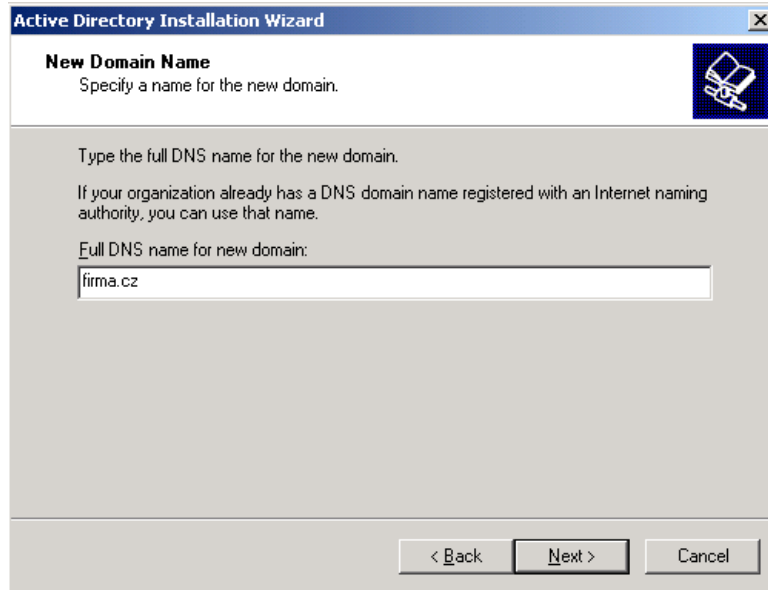 Active Directory Installation Wizard
New Domain Name
Specify a name for the new domain.
Type the full DNS name for the new domain.
If your organization already has a DNS domain name registered with an Internet naming
authority, you can use that name.
Full DNS name for new domain:
firma.cz
< Back Next > Cancel